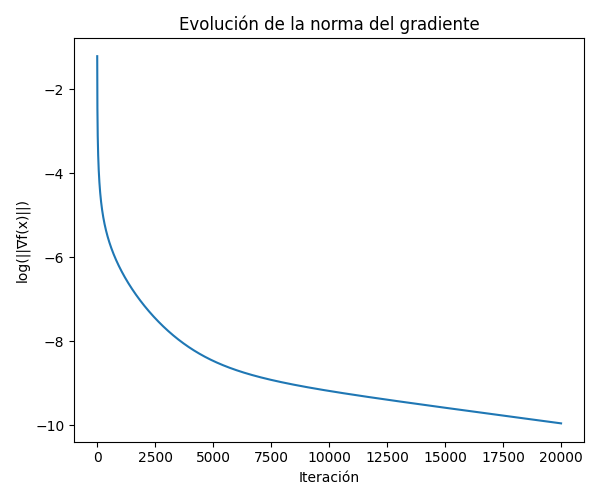 Evolución de la norma del gradiente
−2
−4
−6
−8
−10
log(||∇f(x)||)
0 2500 5000 7500 10000 12500 15000 17500 20000
Iteración